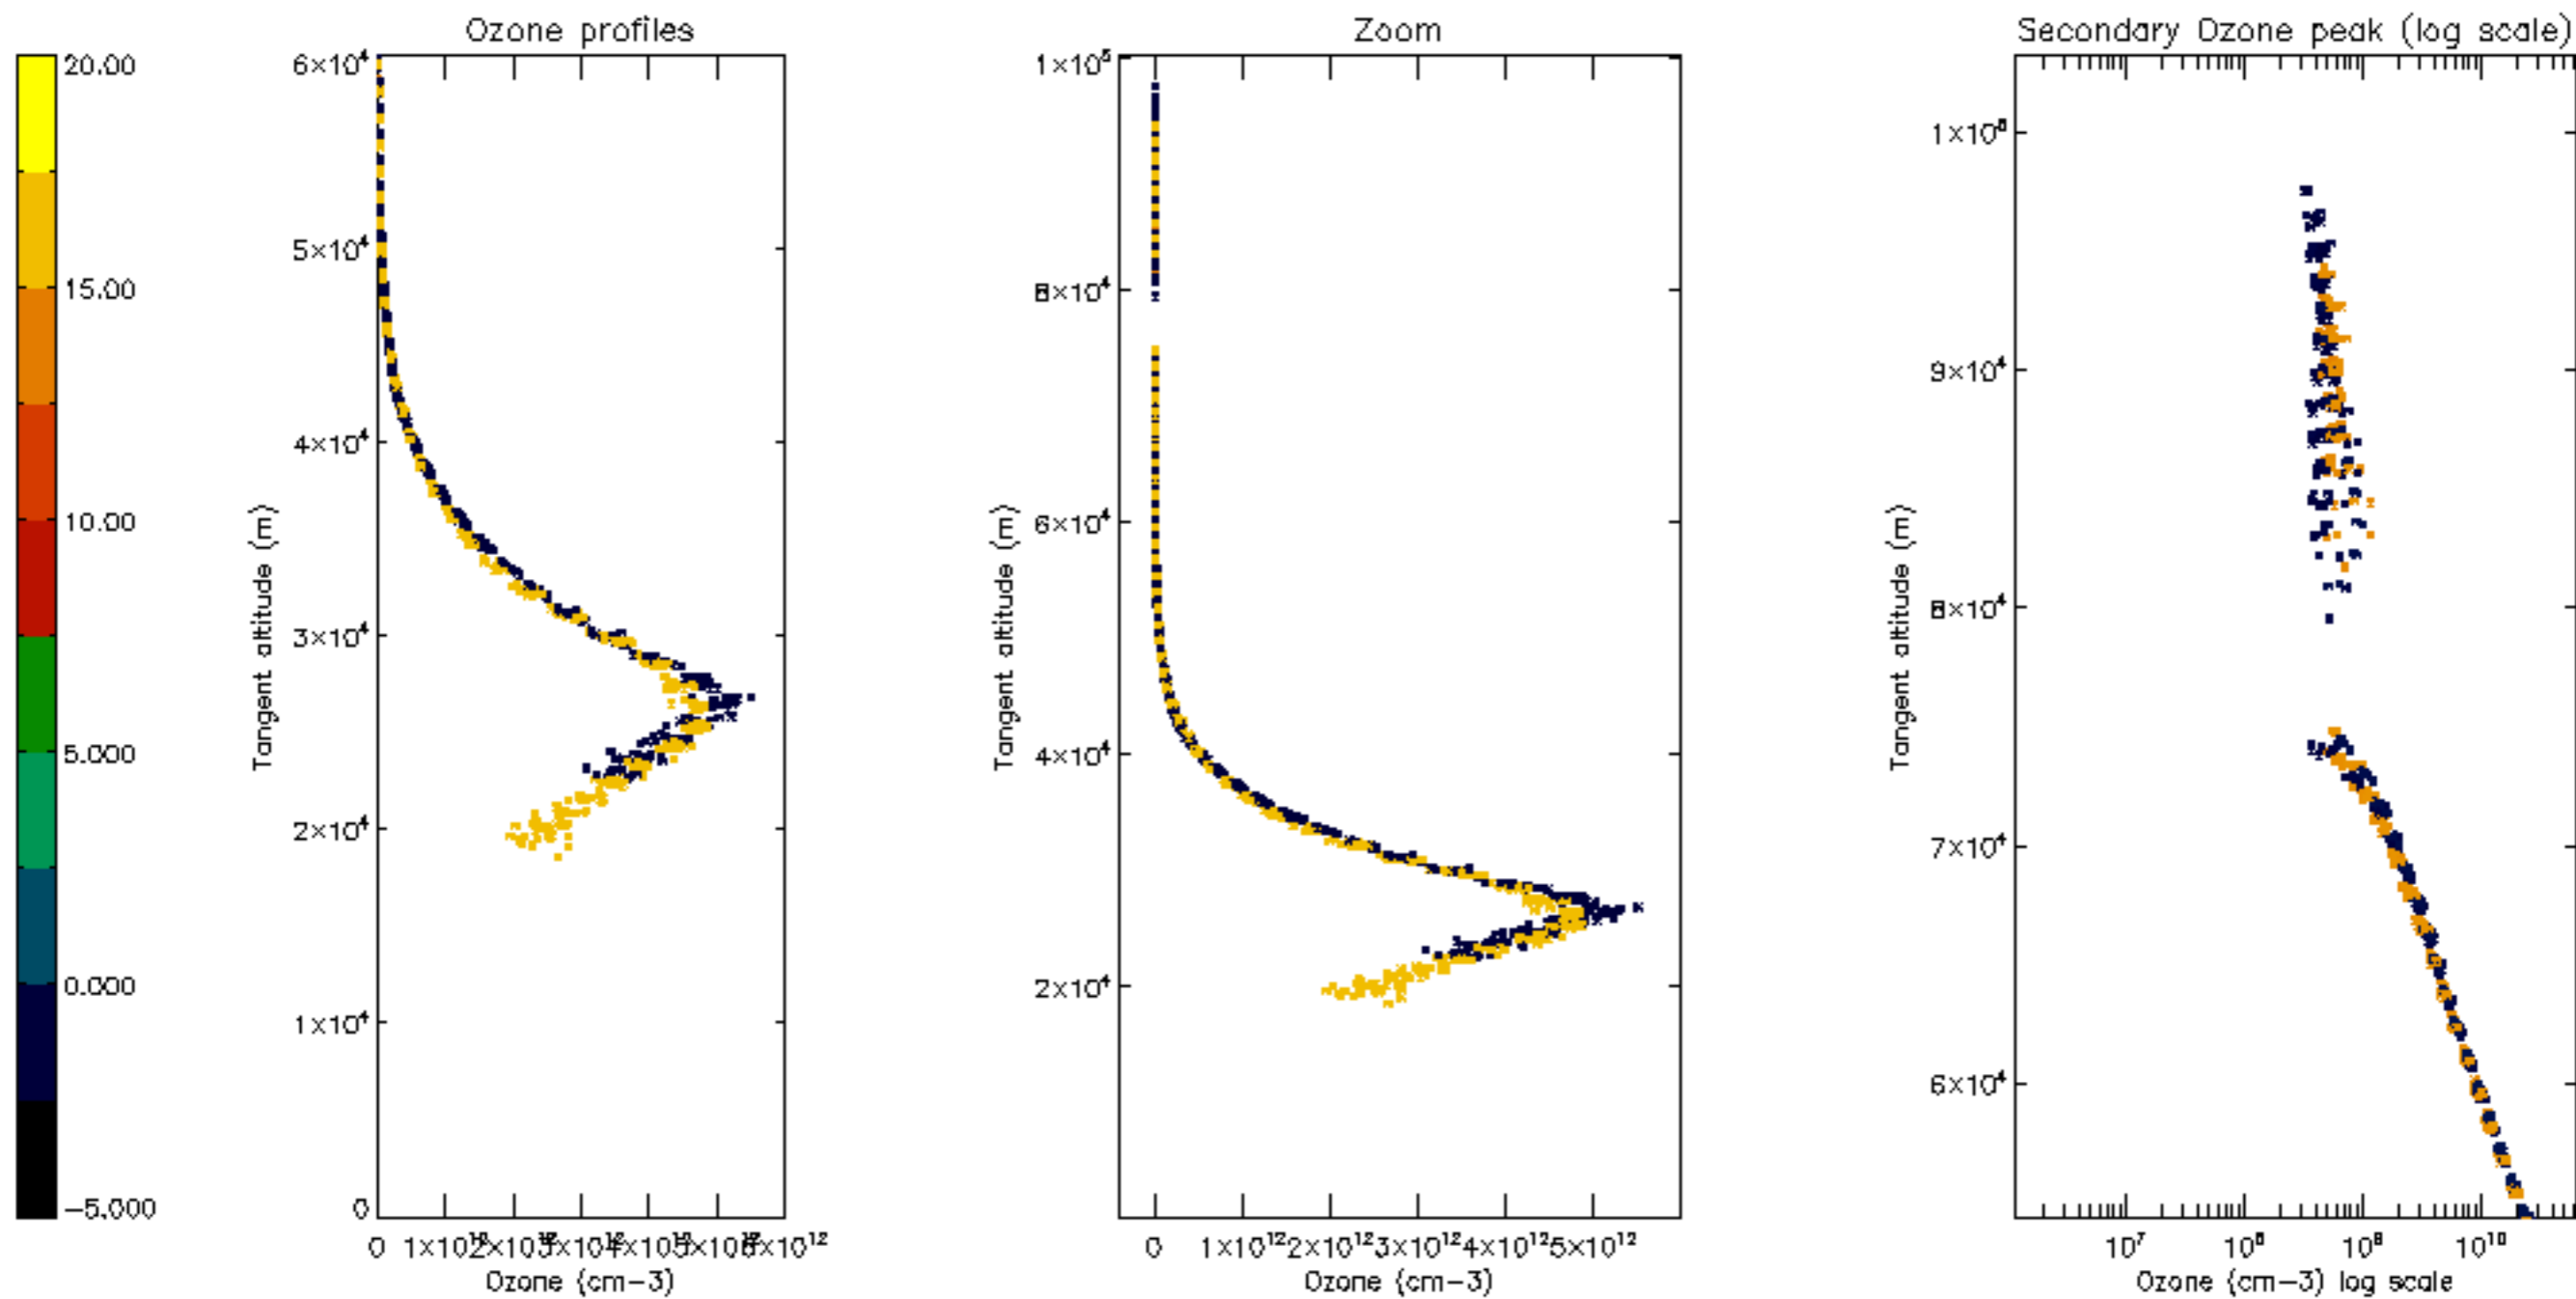 Ozone profiles
Zoom
Secondary Ozone peak (log scale)
20.00
15.00
10.00
5.000
0.000
−5.000
6×10⁴
5×10⁴
4×10⁴
3×10⁴
2×10⁴
1×10⁴
0
Tangent altitude (m)
0
Ozone (cm−3)
1×10⁵
8×10⁴
6×10⁴
4×10⁴
2×10⁴
Tangent altitude (m)
0 1×10¹² 2×10¹² 3×10¹² 4×10¹² 5×10¹²
Ozone (cm−3)
9×10⁴
8×10⁴
7×10⁴
6×10⁴
Tangent altitude (m)
10⁷ 10⁸ 10⁹ 10¹⁰
Ozone (cm−3) log scale